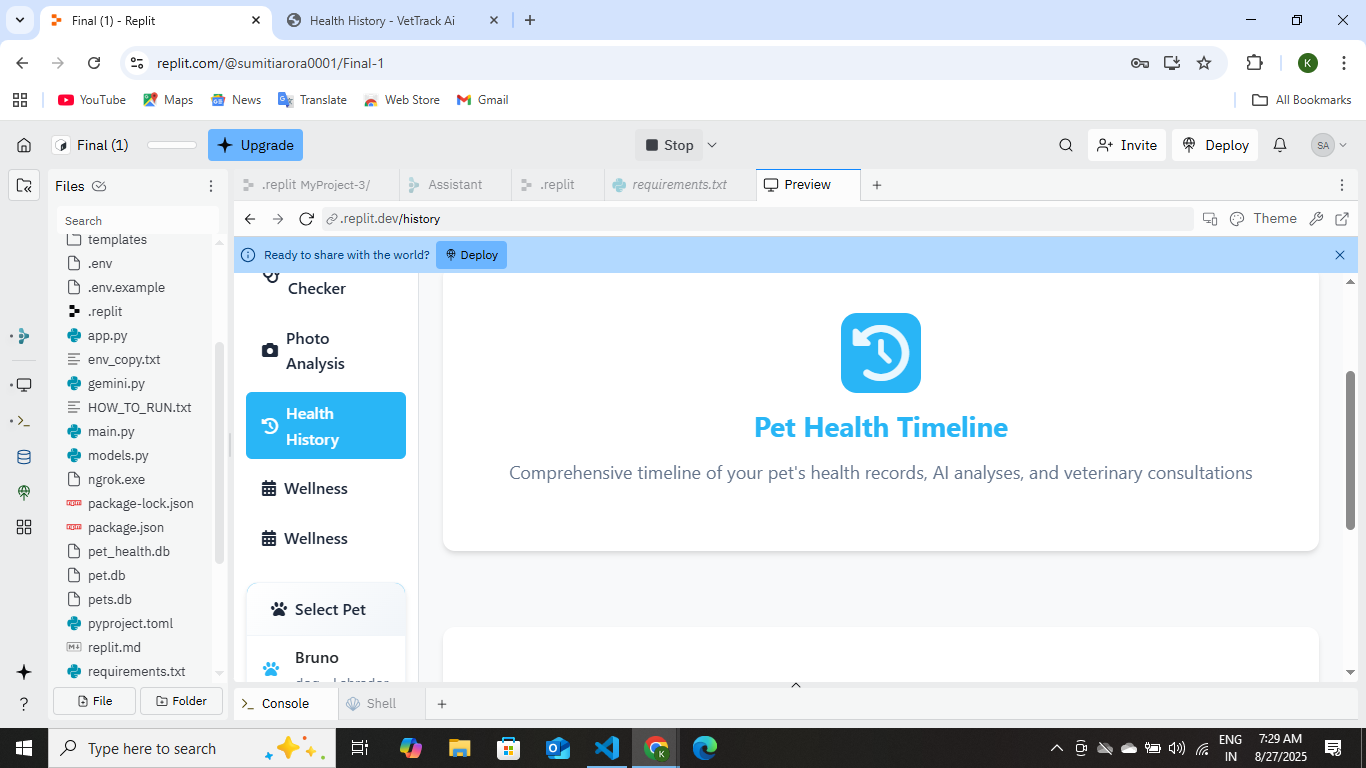 Final (1) - Replit
Health History - VetTrack Ai
replit.com/@sumitiarora0001/Final-1
K
YouTube
Maps
News
Translate
Web Store
Gmail
All Bookmarks
Final (1)
Upgrade
Stop
Invite
Deploy
SA
Files
.replit MyProject-3/
Assistant
.replit
requirements.txt
Preview
Search
.replit.dev/history
Theme
Ready to share with the world?
Deploy
templates
.env
.env.example
.replit
app.py
env_copy.txt
gemini.py
HOW_TO_RUN.txt
main.py
models.py
ngrok.exe
package-lock.json
package.json
pet_health.db
pet.db
pets.db
pyproject.toml
replit.md
requirements.txt
File
Folder
Checker
Photo
Analysis
Health
History
Wellness
Wellness
Select Pet
Bruno
Pet Health Timeline
Comprehensive timeline of your pet's health records, AI analyses, and veterinary consultations
Console
Shell
Type here to search
ENG
IN
7:29 AM
8/27/2025